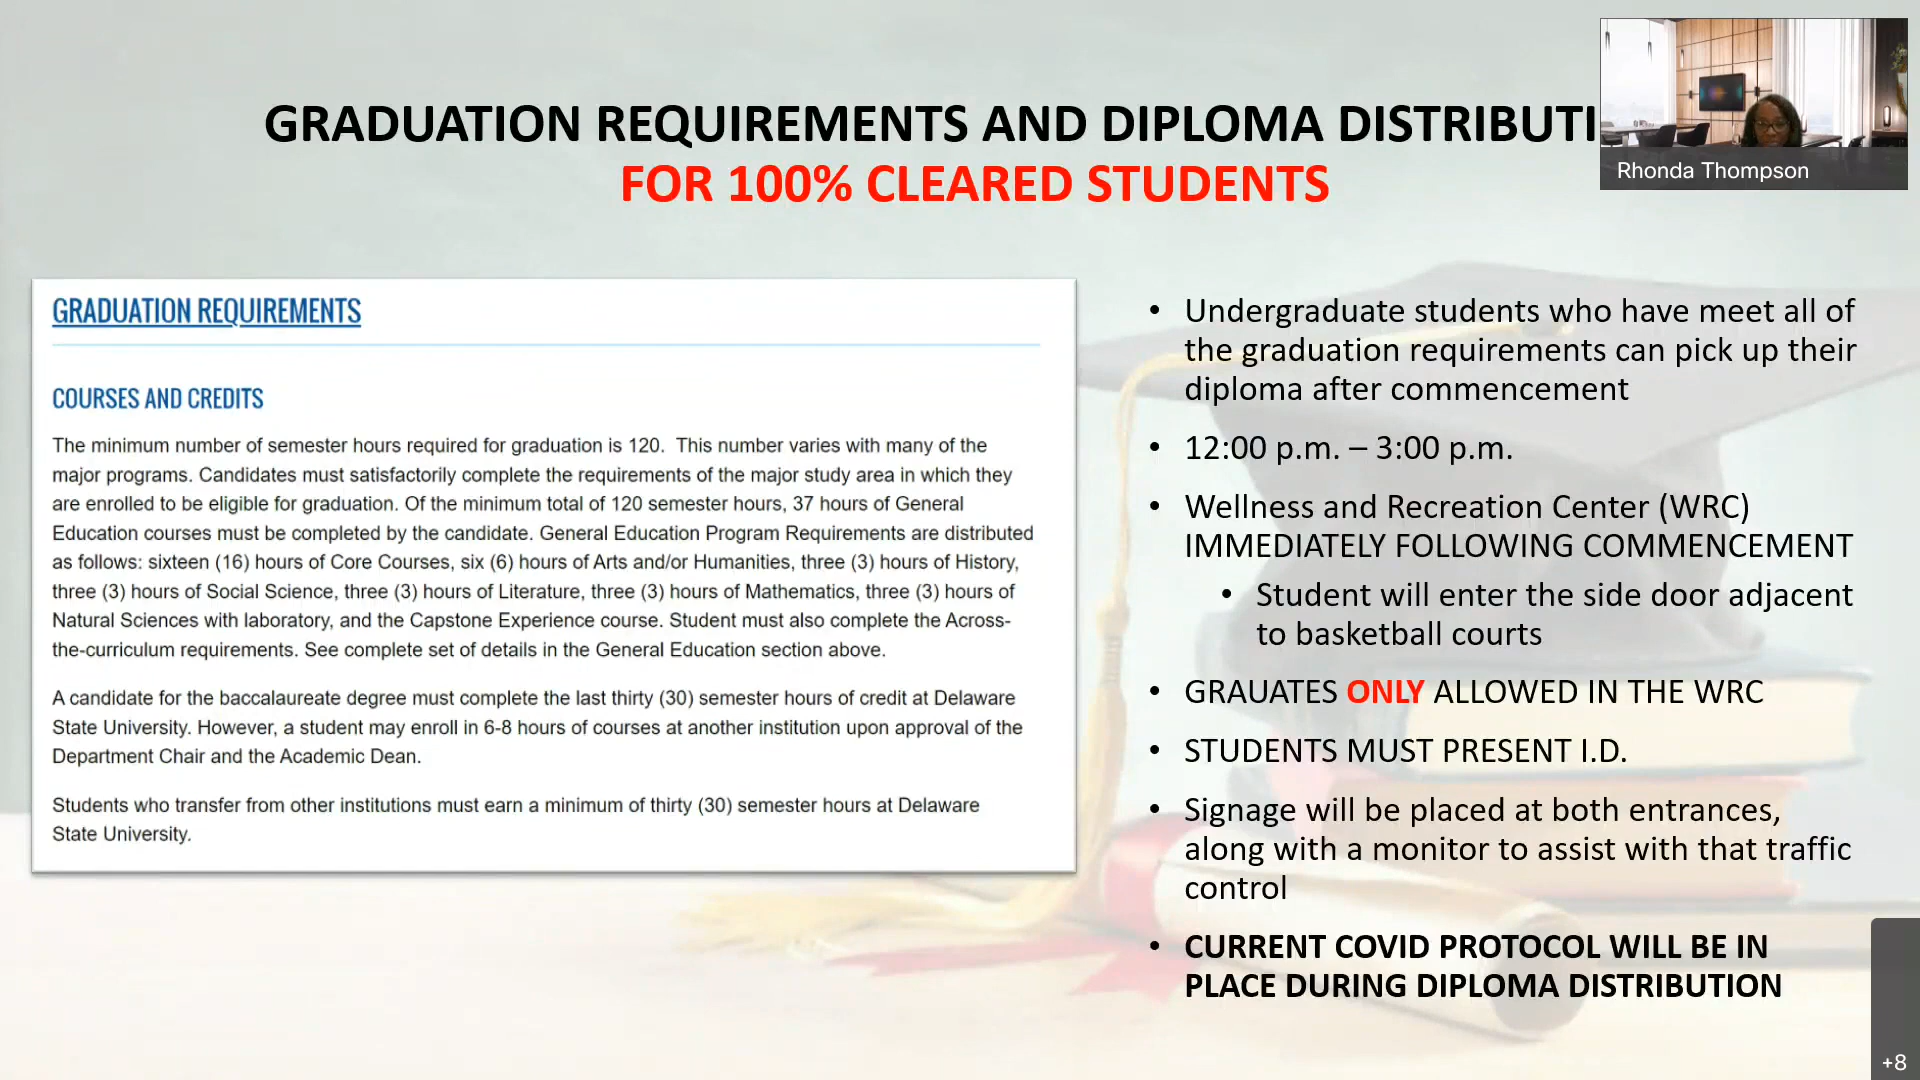 GRADUATION REQUIREMENTS AND DIPLOMA DISTRIBUTI
FOR 100% CLEARED STUDENTS
Rhonda Thompson
GRADUATION REQUIREMENTS
COURSES AND CREDITS
The minimum number of semester hours required for graduation is 120.  This number varies with many of the
major programs. Candidates must satisfactorily complete the requirements of the major study area in which they
are enrolled to be eligible for graduation. Of the minimum total of 120 semester hours, 37 hours of General
Education courses must be completed by the candidate. General Education Program Requirements are distributed
as follows: sixteen (16) hours of Core Courses, six (6) hours of Arts and/or Humanities, three (3) hours of History,
three (3) hours of Social Science, three (3) hours of Literature, three (3) hours of Mathematics, three (3) hours of
Natural Sciences with laboratory, and the Capstone Experience course. Student must also complete the Across-
the-curriculum requirements. See complete set of details in the General Education section above.
A candidate for the baccalaureate degree must complete the last thirty (30) semester hours of credit at Delaware
State University. However, a student may enroll in 6-8 hours of courses at another institution upon approval of the
Department Chair and the Academic Dean.
Students who transfer from other institutions must earn a minimum of thirty (30) semester hours at Delaware
State University.
• Undergraduate students who have meet all of
the graduation requirements can pick up their
diploma after commencement
• 12:00 p.m. – 3:00 p.m.
• Wellness and Recreation Center (WRC)
IMMEDIATELY FOLLOWING COMMENCEMENT
• Student will enter the side door adjacent
to basketball courts
• GRAUATES ONLY ALLOWED IN THE WRC
• STUDENTS MUST PRESENT I.D.
• Signage will be placed at both entrances,
along with a monitor to assist with that traffic
control
• CURRENT COVID PROTOCOL WILL BE IN
PLACE DURING DIPLOMA DISTRIBUTION
+8